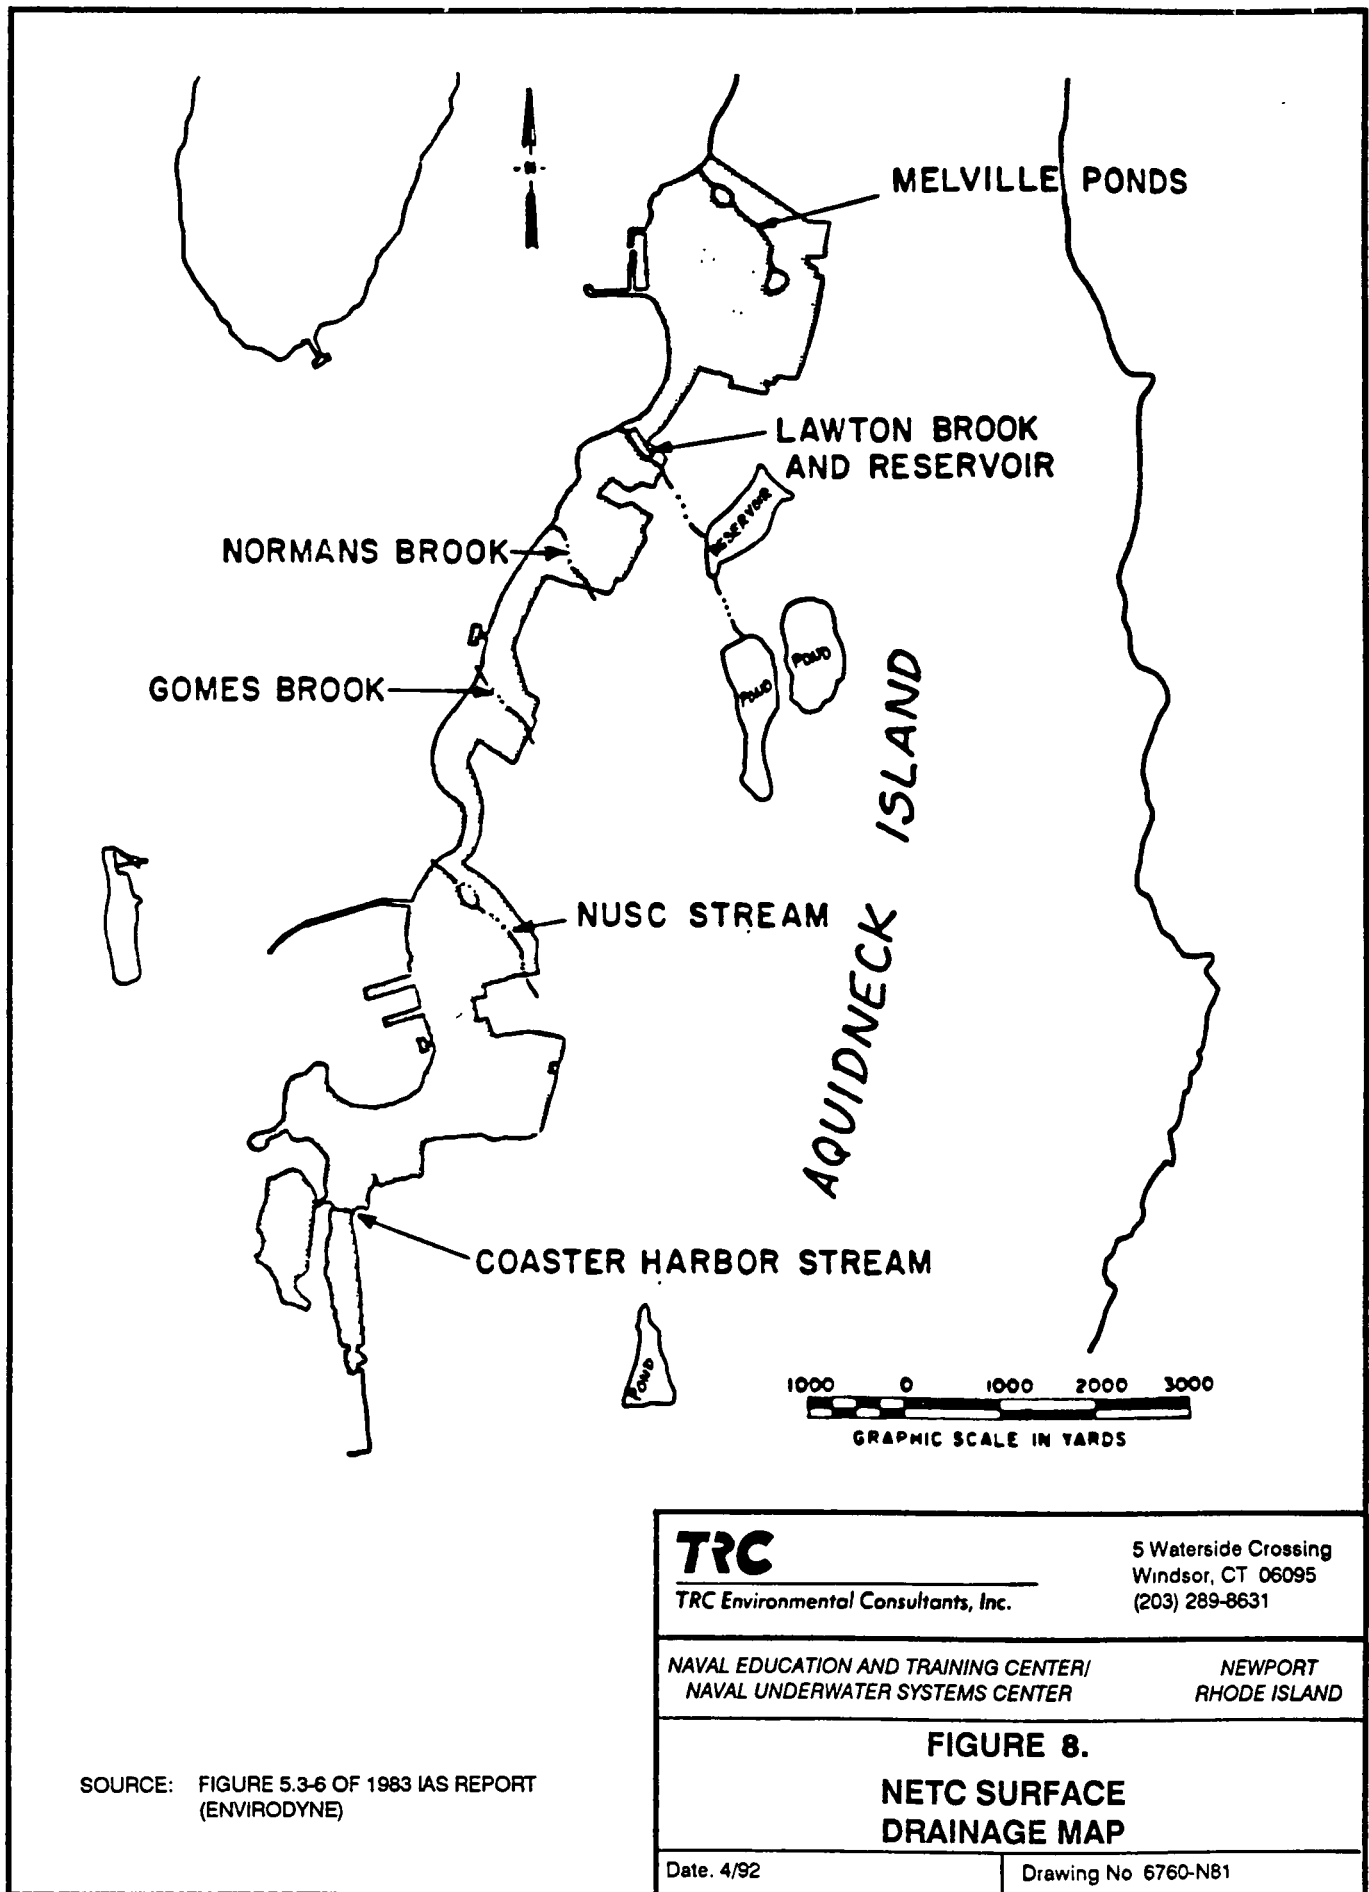 N
MELVILLE PONDS
LAWTON BROOK
AND RESERVOIR
RESERVOIR
NORMANS BROOK
POND
POND
GOMES BROOK
AQUIDNECK ISLAND
NUSC STREAM
COASTER HARBOR STREAM
POND
1000 0 1000 2000 3000
GRAPHIC SCALE IN YARDS
TRC
TRC Environmental Consultants, Inc.
5 Waterside Crossing
Windsor, CT 06095
(203) 289-8631
NAVAL EDUCATION AND TRAINING CENTER/
NAVAL UNDERWATER SYSTEMS CENTER
NEWPORT
RHODE ISLAND
FIGURE 8.
NETC SURFACE
DRAINAGE MAP
SOURCE: FIGURE 5.3-6 OF 1983 IAS REPORT
(ENVIRODYNE)
Date. 4/92
Drawing No 6760-N81